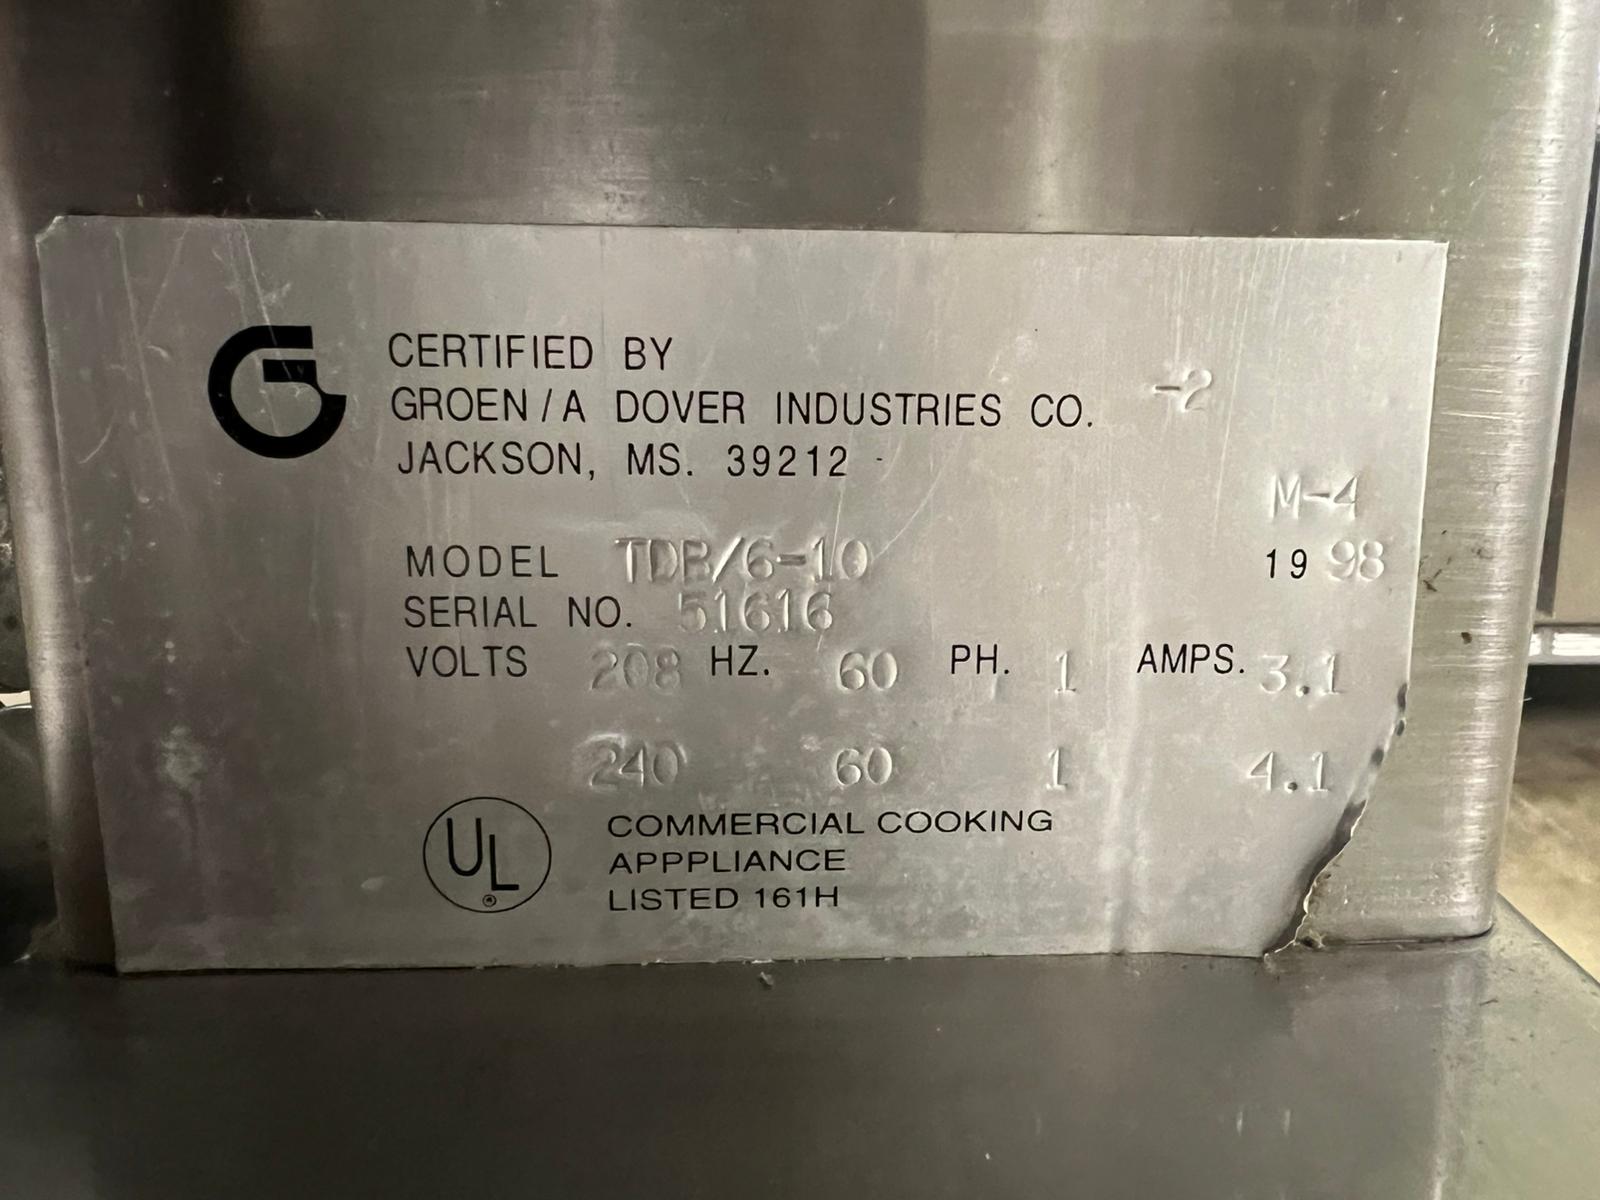 CERTIFIED BY
GROEN / A DOVER INDUSTRIES CO. -2
JACKSON, MS. 39212
M-4
MODEL TDB/6-10 19 98
SERIAL NO. 51616
VOLTS 208 HZ. 60 PH. 1 AMPS. 3.1
240 60 1 4.1
UL ®
COMMERCIAL COOKING
APPPLIANCE
LISTED 161H